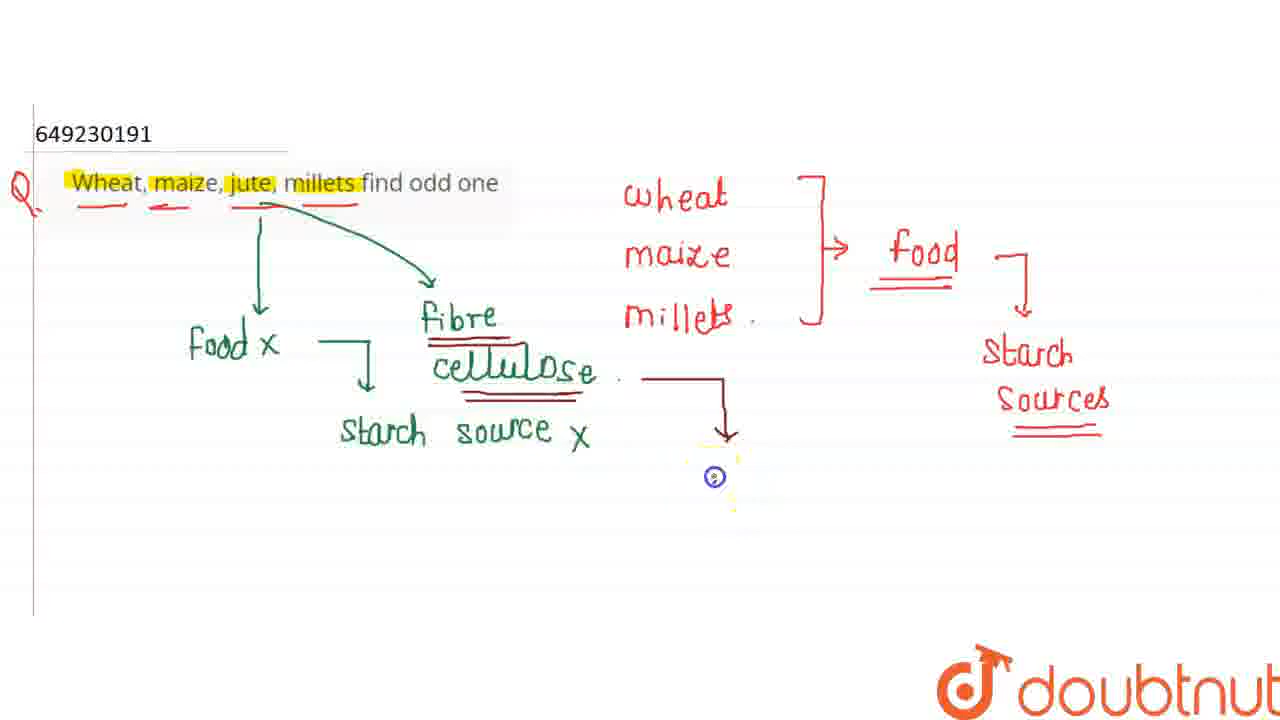 649230191
Q. Wheat, maize, jute, millets find odd one
wheat
maize
millets.
food
starch
sources
food x
fibre
cellulose.
starch source x
doubtnut